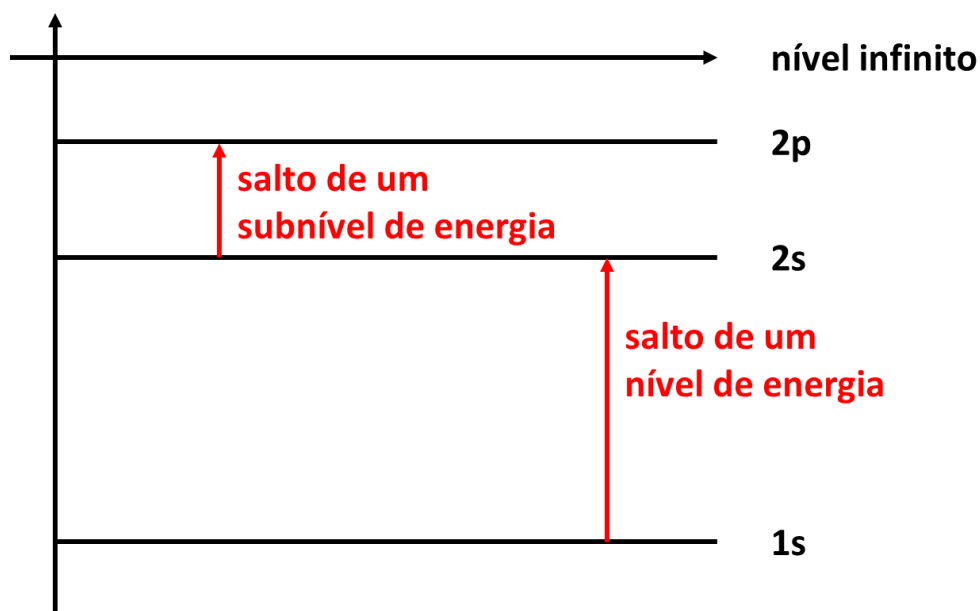 nível infinito
2p
salto de um
subnível de energia
2s
salto de um
nível de energia
1s